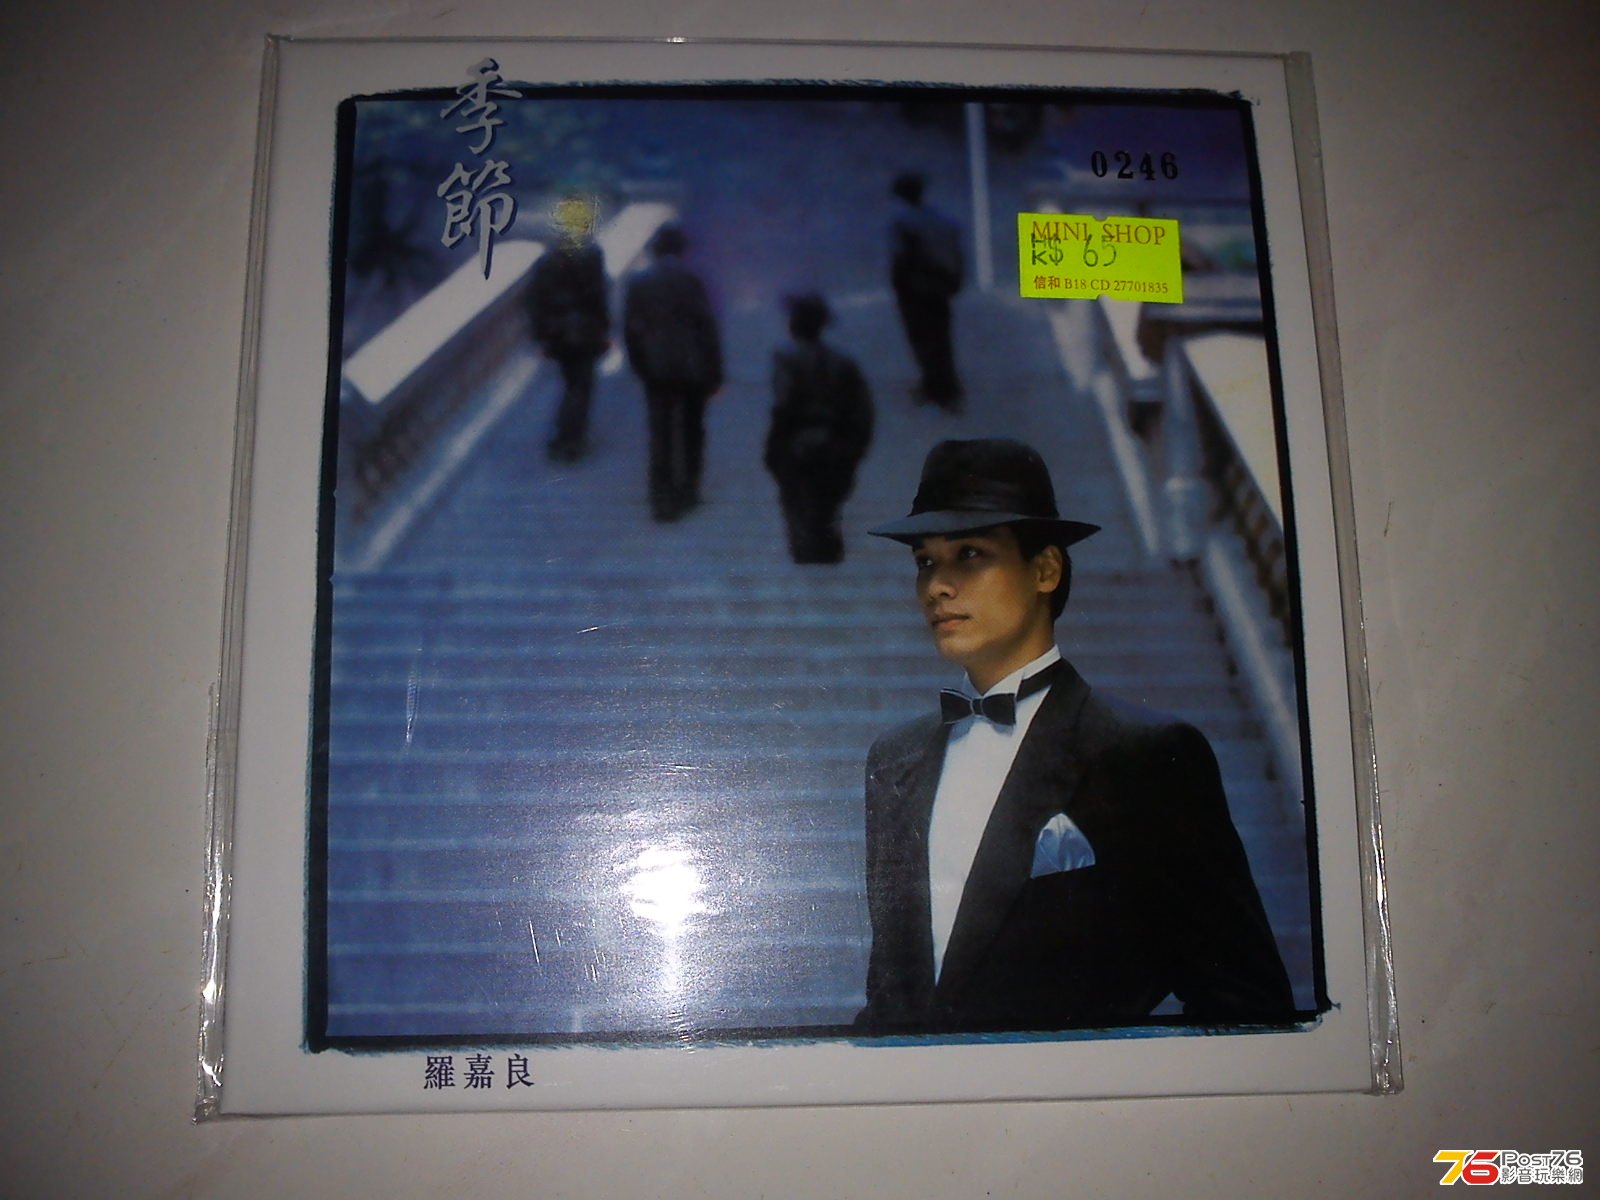 季節
0246
MINI SHOP
HK$ 65
信和 B18 CD 27701835
羅嘉良
76 Post76
影音玩樂網